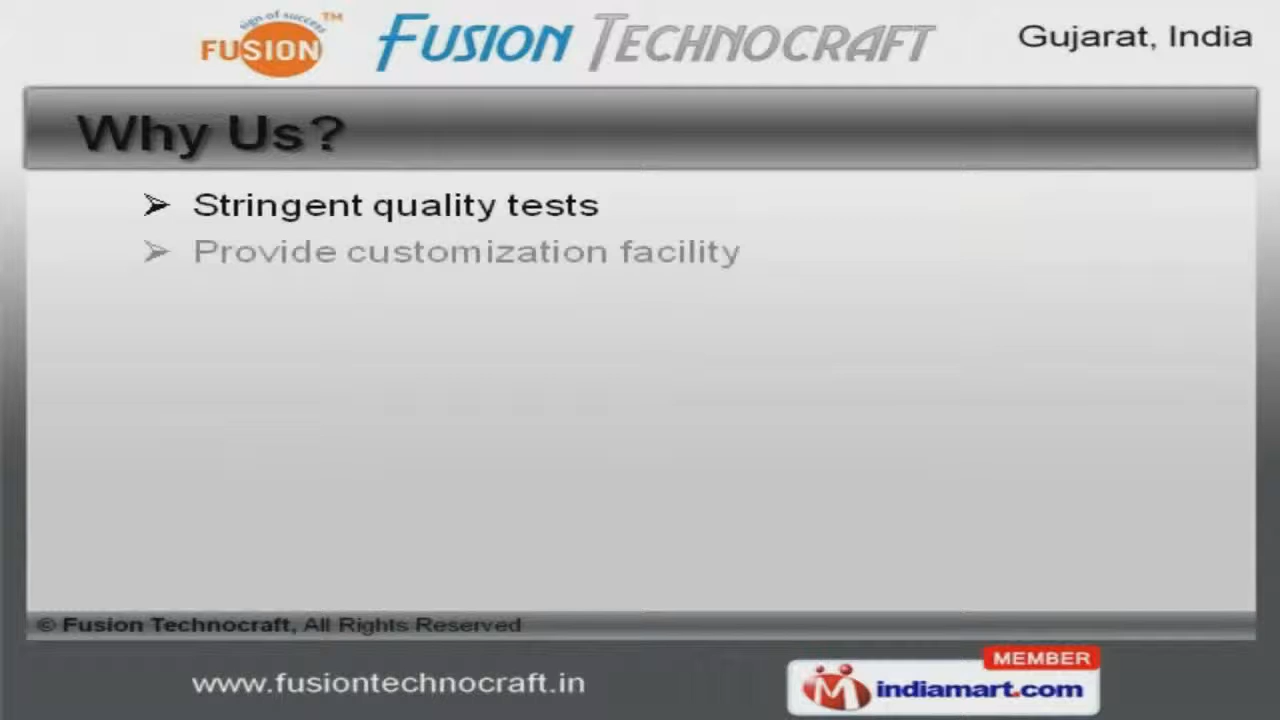 sign of success TM
FUSION
FUSION TECHNOCRAFT
Gujarat, India
Why Us?
➢ Stringent quality tests
➢ Provide customization facility
© Fusion Technocraft, All Rights Reserved
www.fusiontechnocraft.in
MEMBER
indiamart.com